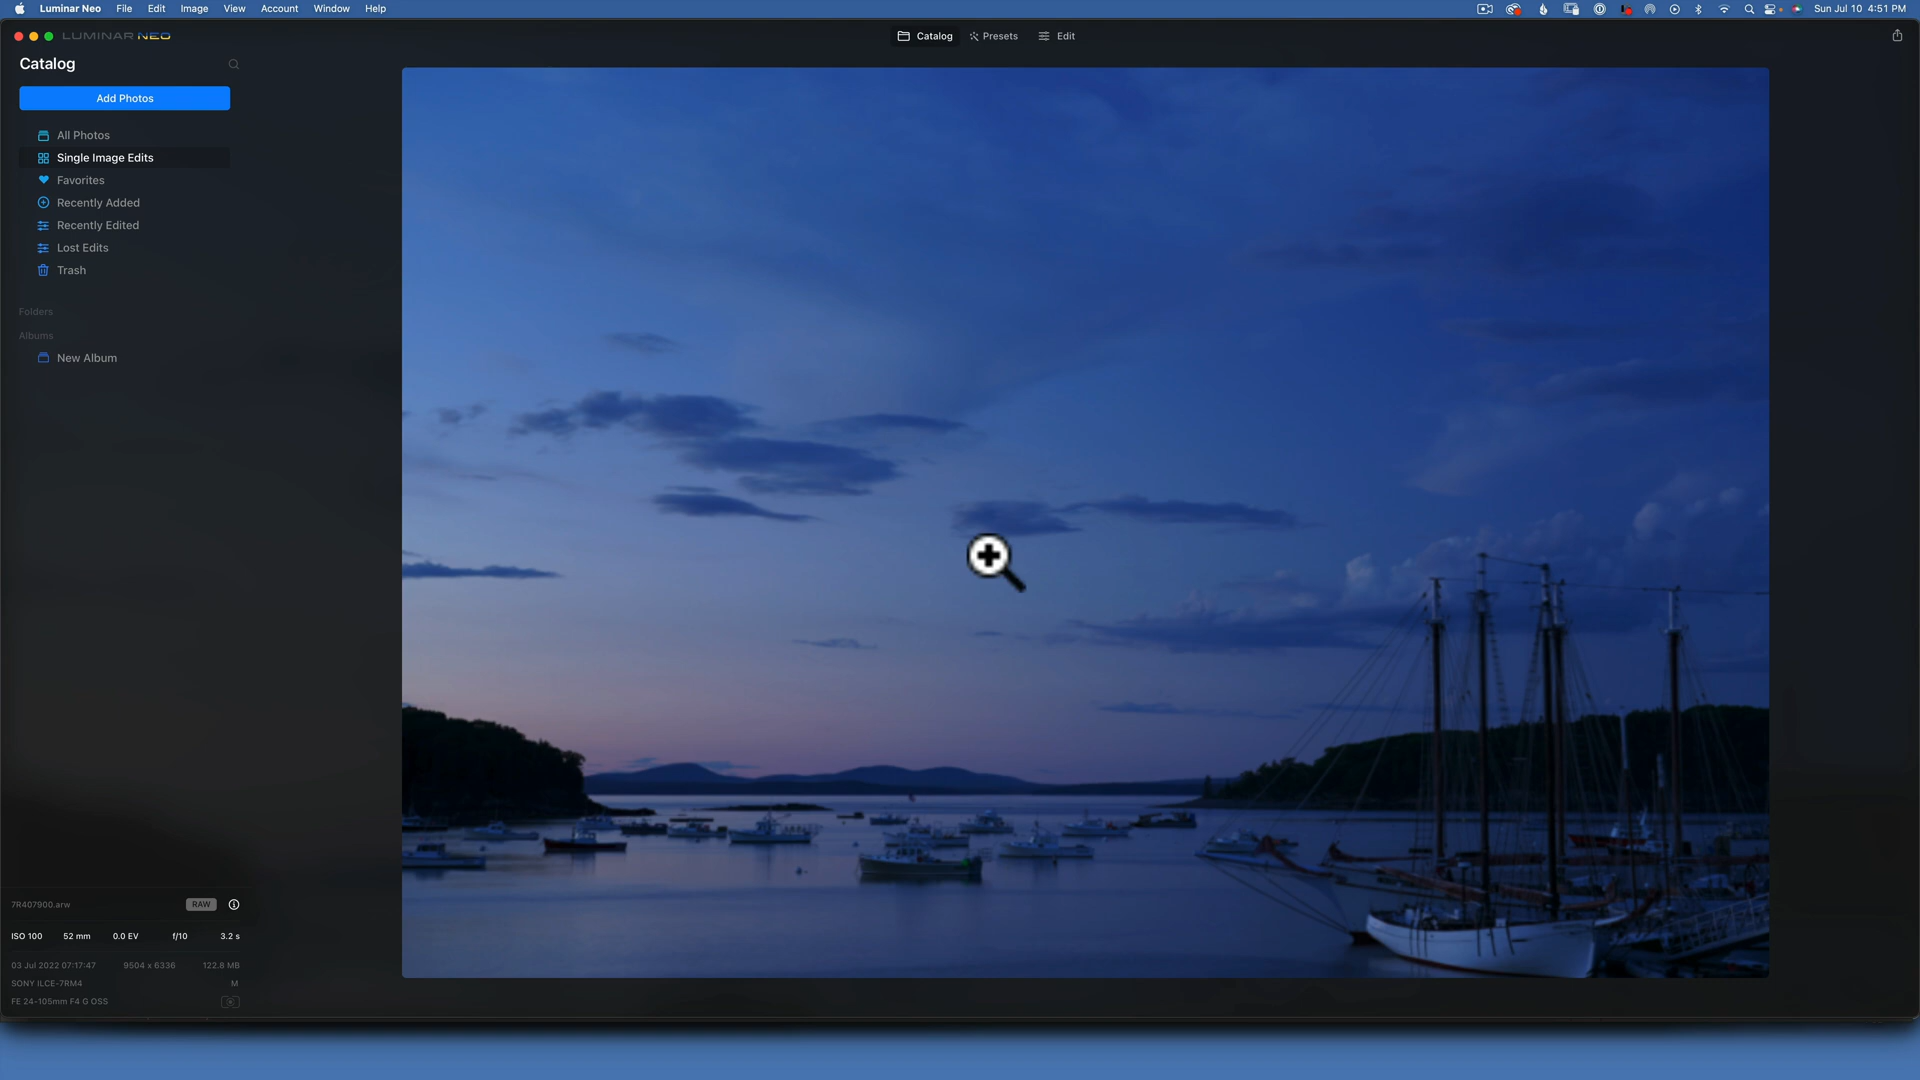 Luminar Neo File Edit Image View Account Window Help Sun Jul 10 4:51 PM
LUMINAR NEO Catalog Presets Edit
Catalog
Add Photos
All Photos
Single Image Edits
Favorites
Recently Added
Recently Edited
Lost Edits
Trash
Folders
Albums
New Album
7R407900.arw RAW
ISO 100 52 mm 0.0 EV f/10 3.2 s
03 Jul 2022 07:17:47 9504 x 6336 122.8 MB
SONY ILCE-7RM4 M
FE 24-105mm F4 G OSS